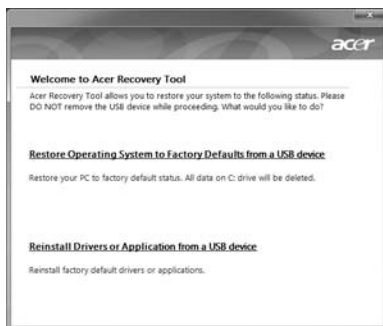 acer
Welcome to Acer Recovery Tool
Acer Recovery Tool allows you to restore your system to the following status. Please
DO NOT remove the USB device while proceeding. What would you like to do?
Restore Operating System to Factory Defaults from a USB device
Restore your PC to factory default status. All data on C: drive will be deleted.
Reinstall Drivers or Application from a USB device
Reinstall factory default drivers or applications.